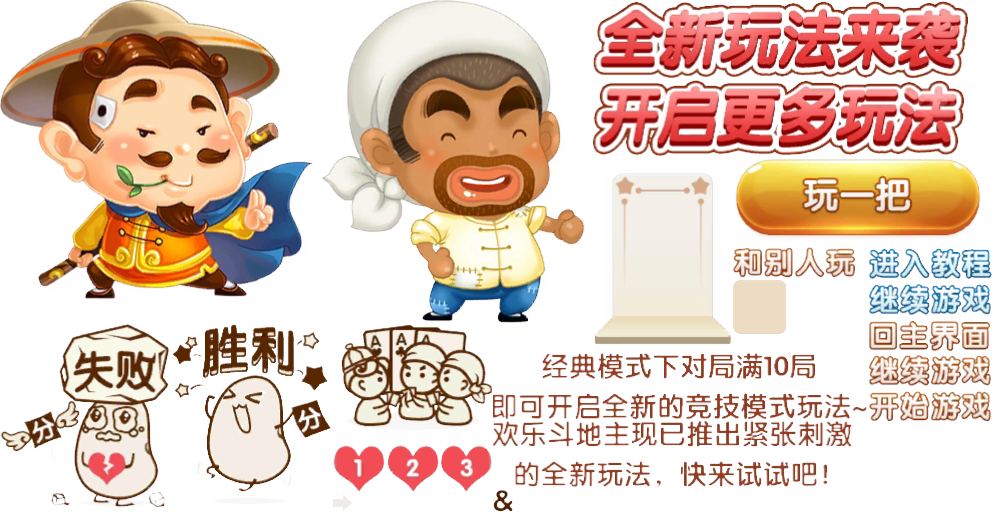 全新玩法来袭
开启更多玩法
玩一把
和别人玩
进入教程
继续游戏
回主界面
继续游戏
开始游戏
失败
分
胜利
分
A A A
1 2 3
经典模式下对局满10局
即可开启全新的竞技模式玩法~
欢乐斗地主现已推出紧张刺激
的全新玩法，快来试试吧！
&